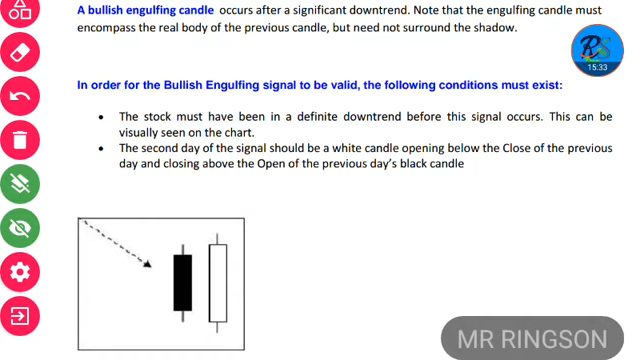 A bullish engulfing candle occurs after a significant downtrend. Note that the engulfing candle must
encompass the real body of the previous candle, but need not surround the shadow.
RS
15:33
In order for the Bullish Engulfing signal to be valid, the following conditions must exist:
• The stock must have been in a definite downtrend before this signal occurs. This can be
visually seen on the chart.
• The second day of the signal should be a white candle opening below the Close of the previous
day and closing above the Open of the previous day's black candle
MR RINGSON